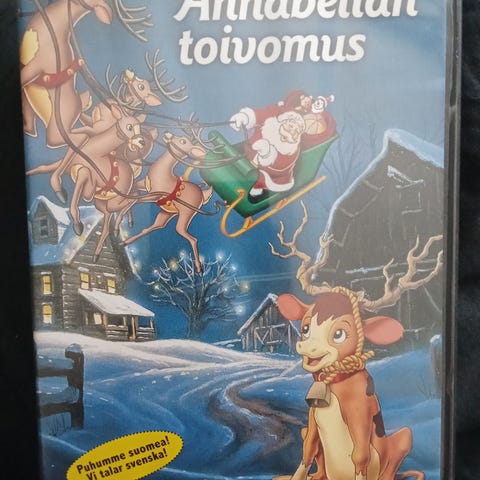 Annabellan
toivomus
Puhumme suomea!
Vi talar svenska!